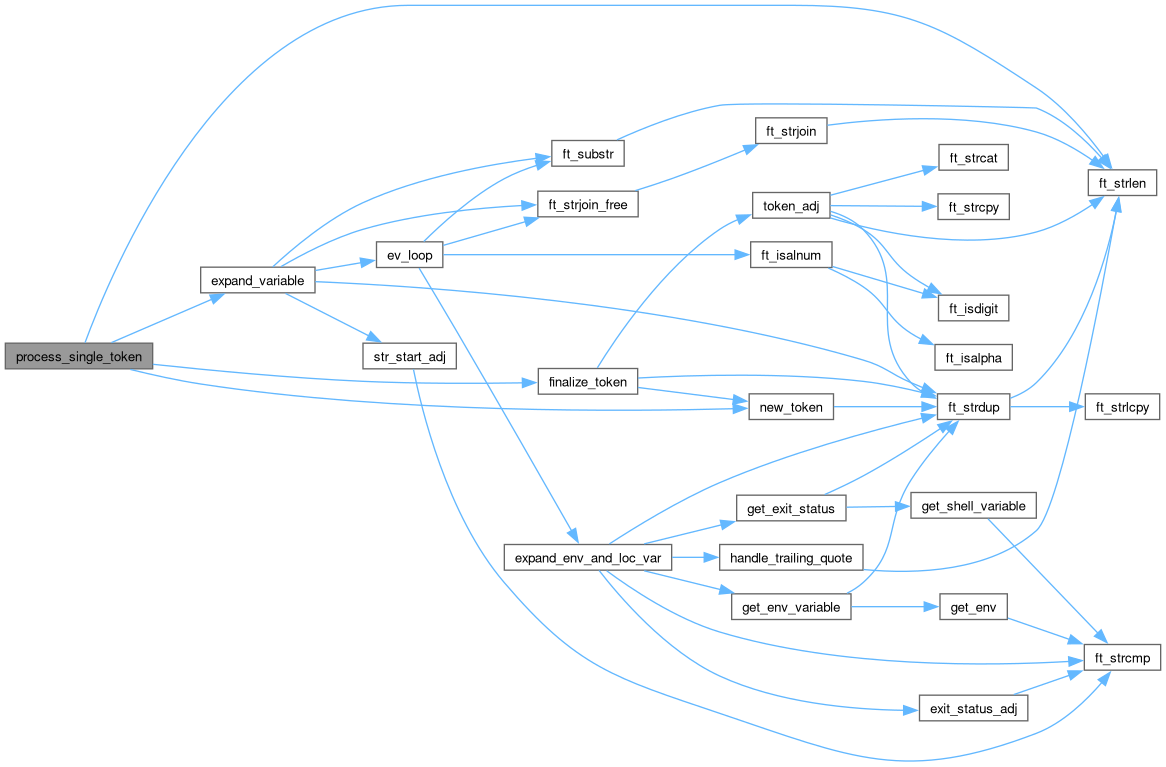 process_single_token
expand_variable
ev_loop
str_start_adj
ft_substr
ft_strjoin_free
finalize_token
expand_env_and_loc_var
ft_strjoin
token_adj
ft_isalnum
new_token
get_exit_status
handle_trailing_quote
get_env_variable
ft_strcat
ft_strcpy
ft_isdigit
ft_isalpha
ft_strdup
get_shell_variable
get_env
exit_status_adj
ft_strlen
ft_strlcpy
ft_strcmp